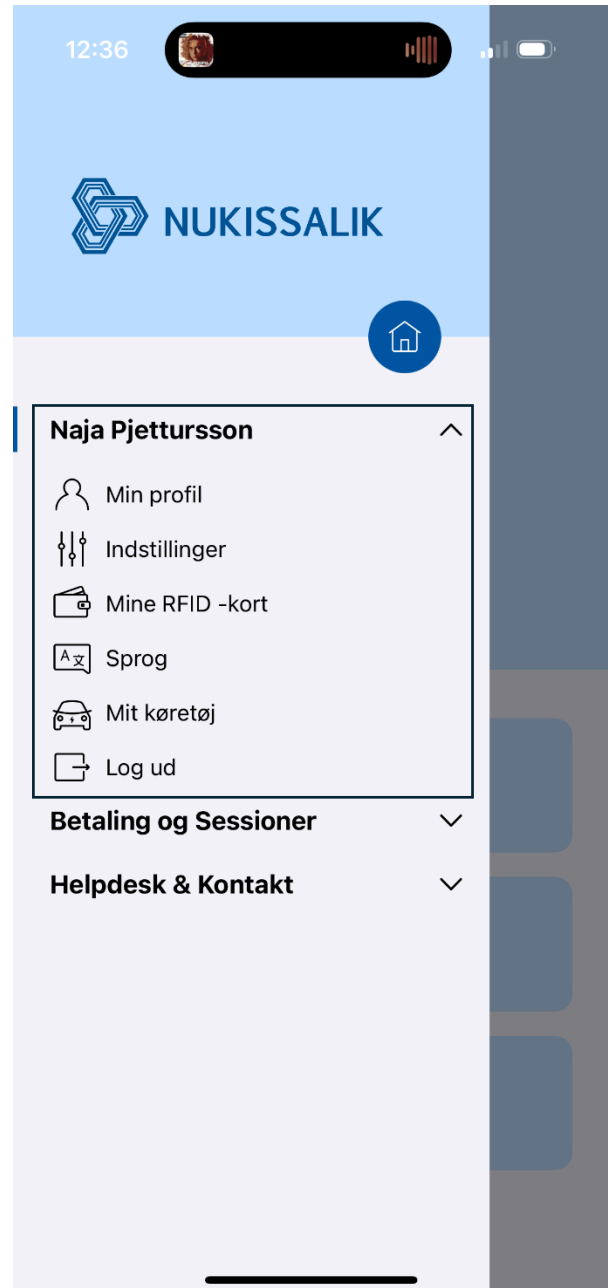 12:36
NUKISSALIK
Naja Pjettursson
Min profil
Indstillinger
Mine RFID -kort
Sprog
Mit køretøj
Log ud
Betaling og Sessioner
Helpdesk & Kontakt